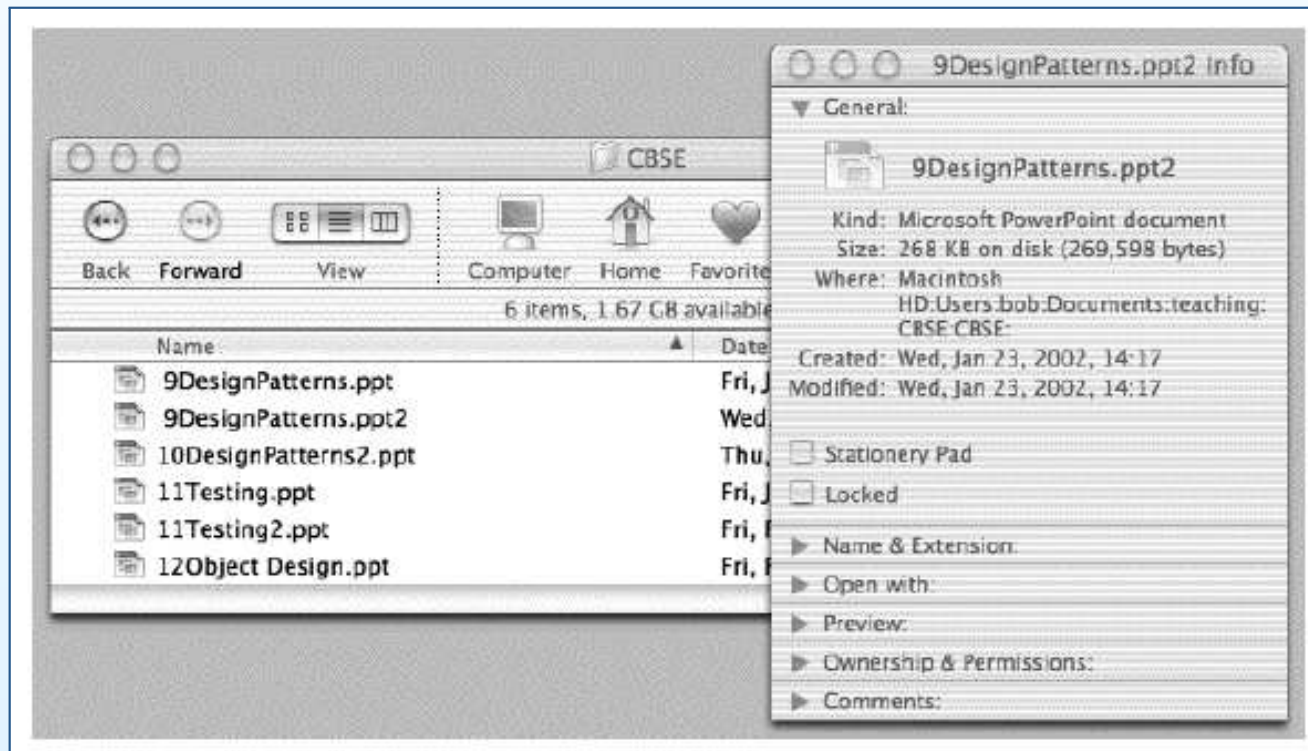 CBSE
Back Forward View Computer Home Favorite
6 items, 1.67 GB available
Name Date
9DesignPatterns.ppt Fri, J
9DesignPatterns.ppt2 Wed,
10DesignPatterns2.ppt Thu,
11Testing.ppt Fri, J
11Testing2.ppt Fri, F
12Object Design.ppt Fri, F
9DesignPatterns.ppt2 Info
General:
9DesignPatterns.ppt2
Kind: Microsoft PowerPoint document
Size: 268 KB on disk (269,598 bytes)
Where: Macintosh
HD:Users:bob:Documents:teaching:
CBSE:CBSE:
Created: Wed, Jan 23, 2002, 14:17
Modified: Wed, Jan 23, 2002, 14:17
Stationery Pad
Locked
Name & Extension:
Open with:
Preview:
Ownership & Permissions:
Comments: